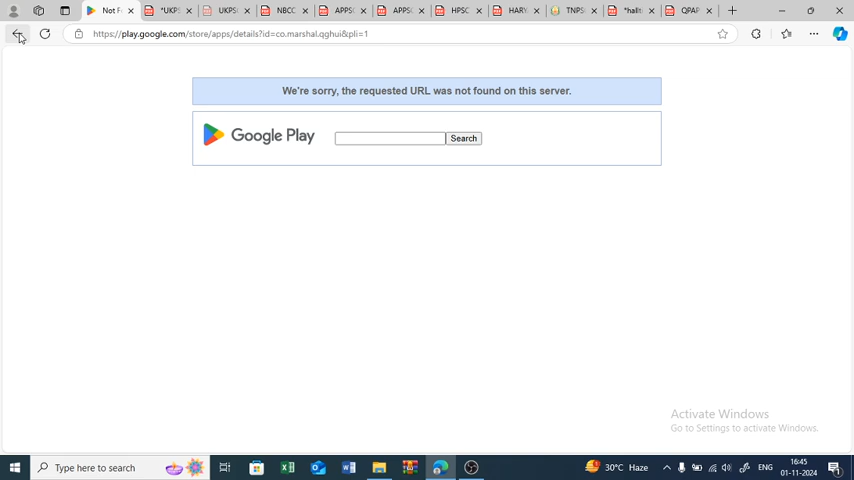 Not F
*UKPS
UKPS
NBCC
APPS
APPS
HPSC
HARY
TNPS
*hallt
QPAP
https://play.google.com/store/apps/details?id=co.marshal.qghui&pli=1
We're sorry, the requested URL was not found on this server.
Google Play
Search
Activate Windows
Go to Settings to activate Windows.
Type here to search
30°C Haze
ENG
16:45
01-11-2024
1